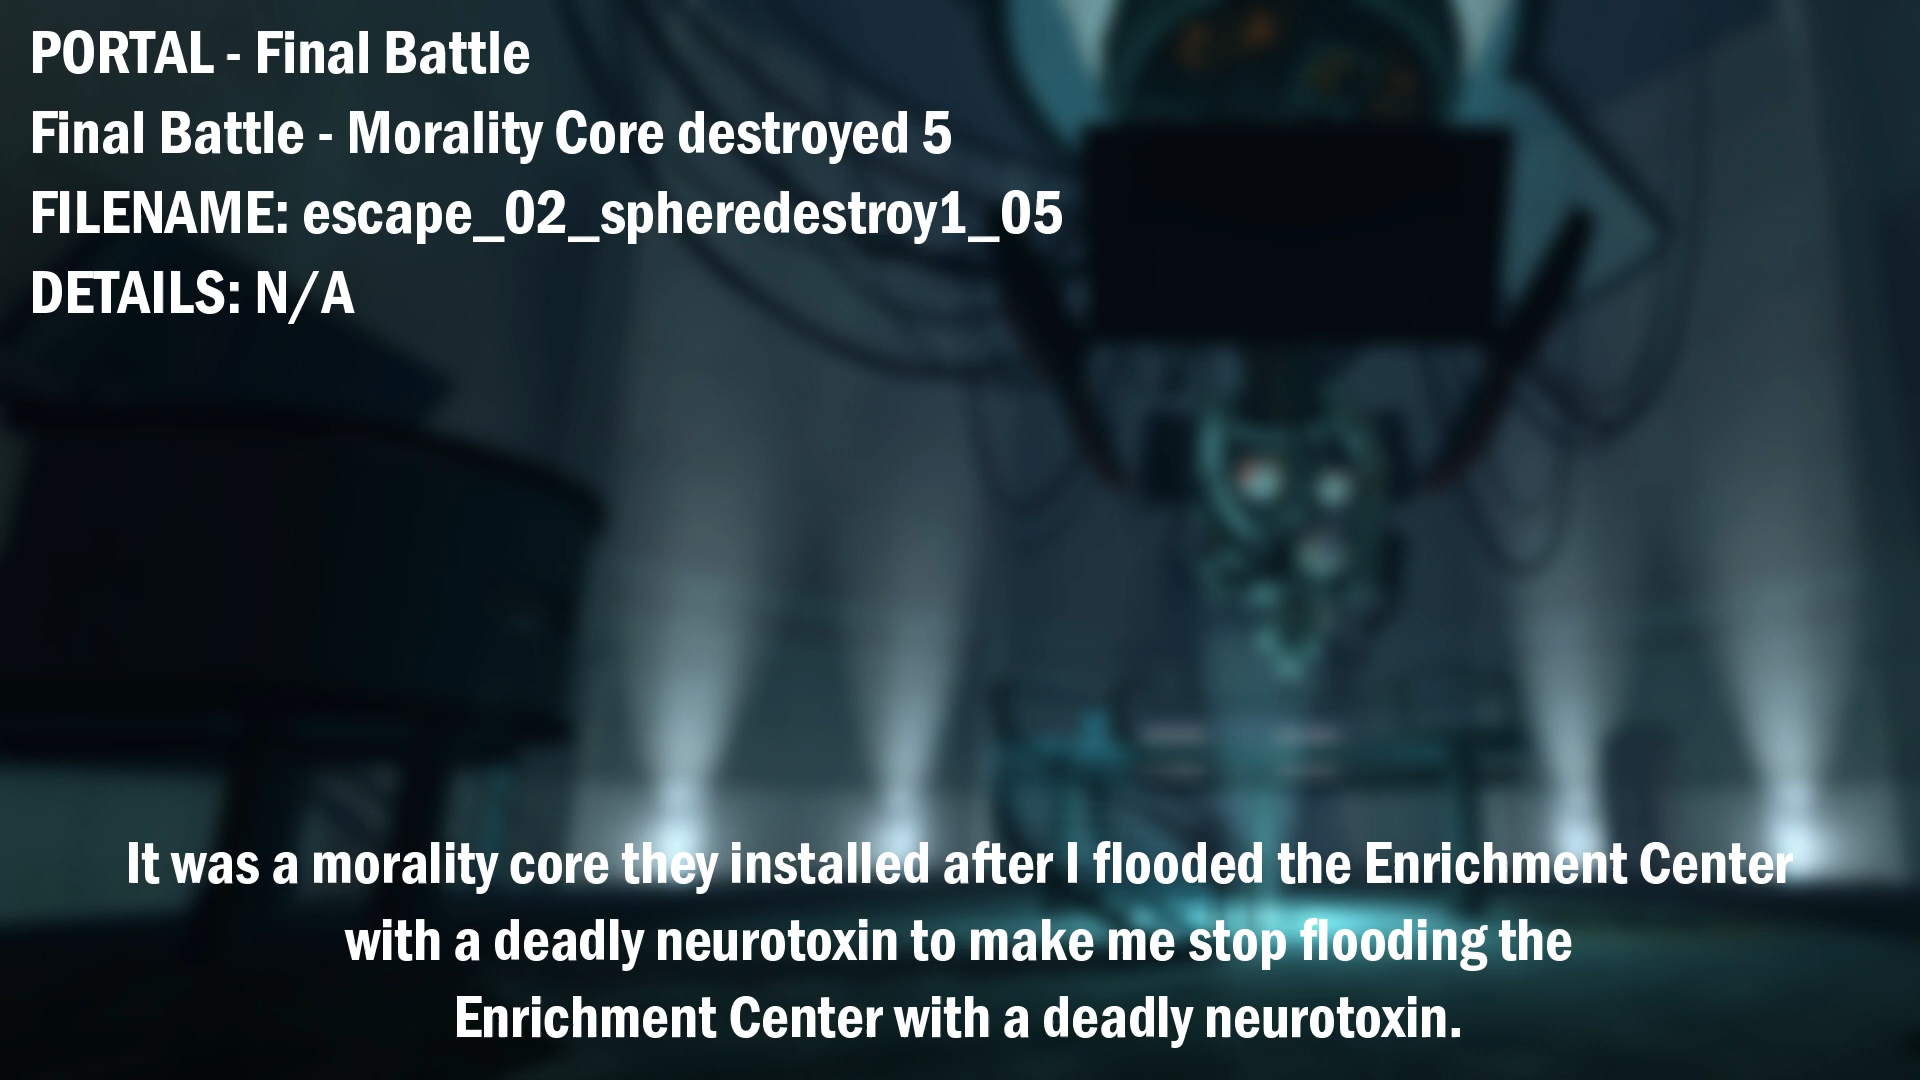 PORTAL - Final Battle
Final Battle - Morality Core destroyed 5
FILENAME: escape_02_spheredestroy1_05
DETAILS: N/A
It was a morality core they installed after I flooded the Enrichment Center
with a deadly neurotoxin to make me stop flooding the
Enrichment Center with a deadly neurotoxin.